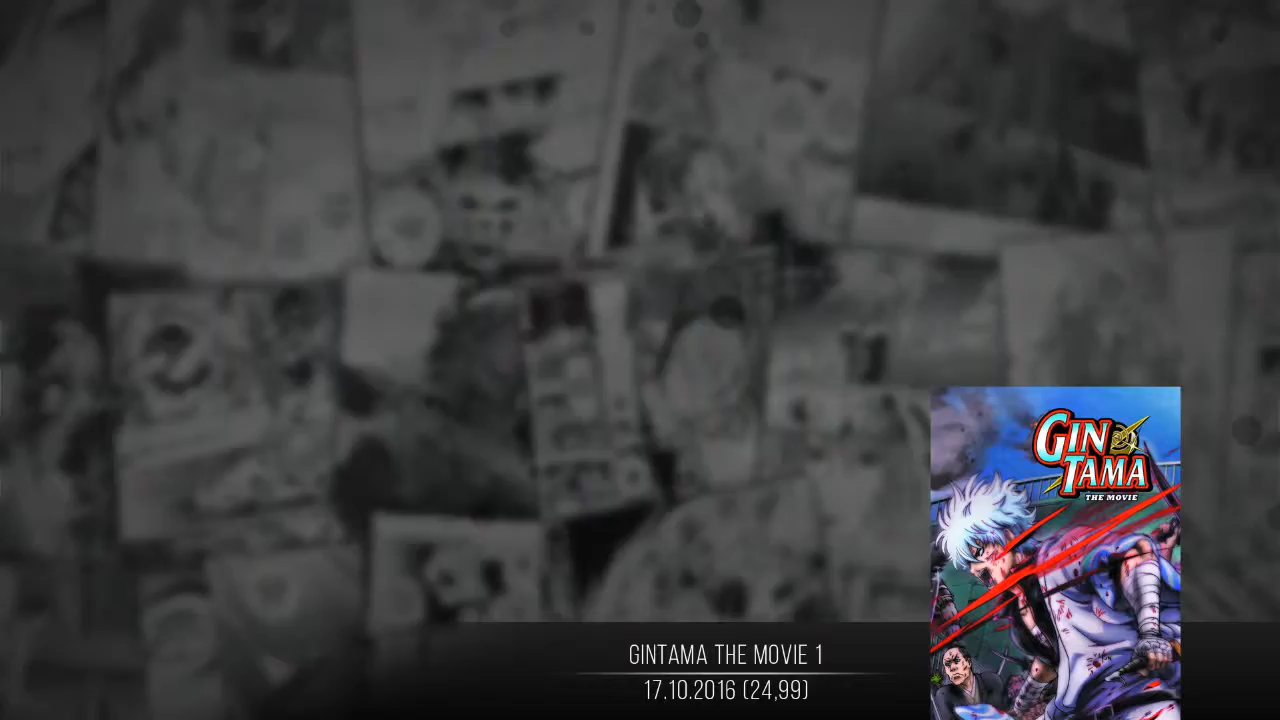 GIN
TAMA
THE MOVIE
GINTAMA THE MOVIE 1
17.10.2016 (24,99)